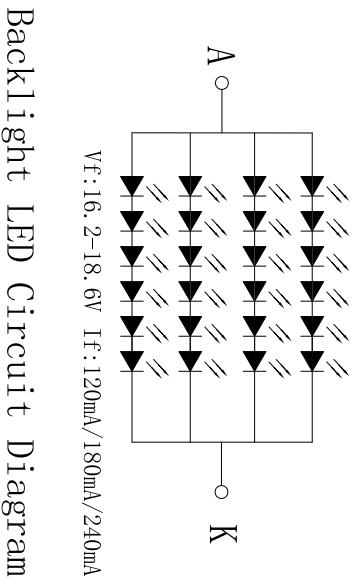 A
K
Vf:16.2-18.6V If:120mA/180mA/240mA
Backlight LED Circuit Diagram